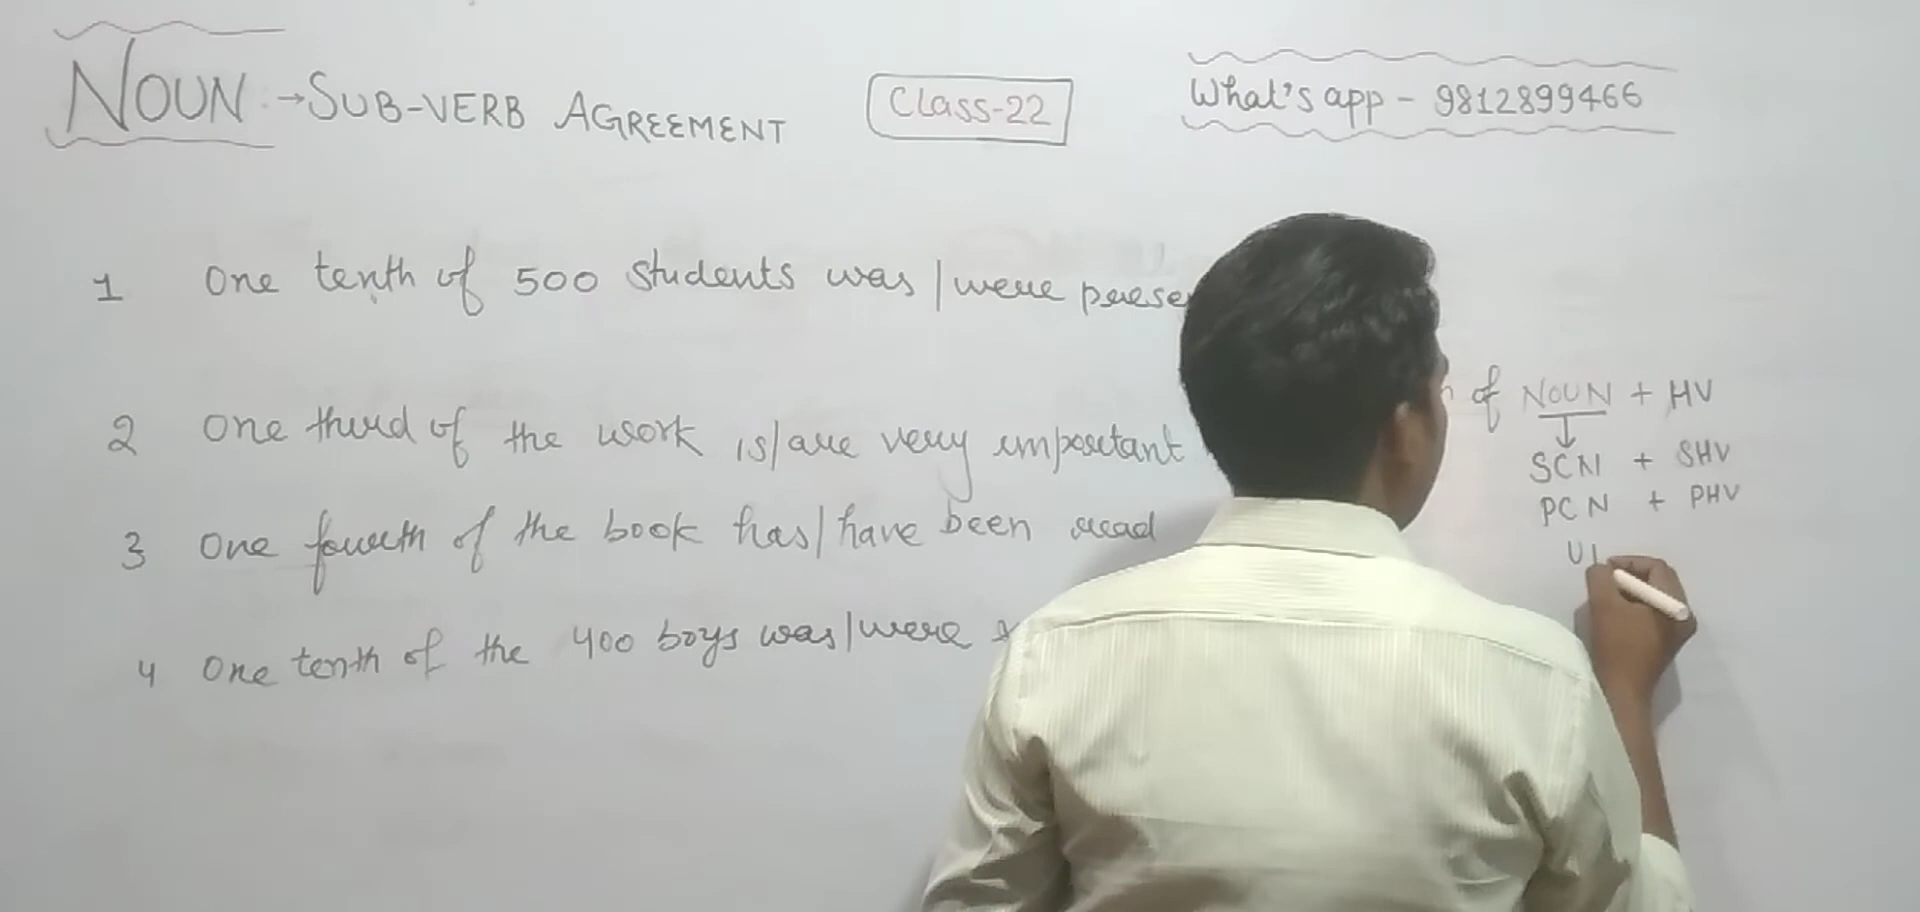 NOUN → SUB-VERB AGREEMENT
Class-22
What's app - 9812899466
1 One tenth of 500 students was/were
2 One third of the work is/are very important
3 One fourth of the book has/have been read
4 One tenth of the 400 boys was/were
of NOUN + HV
↓
SCN + SHV
PCN + PHV